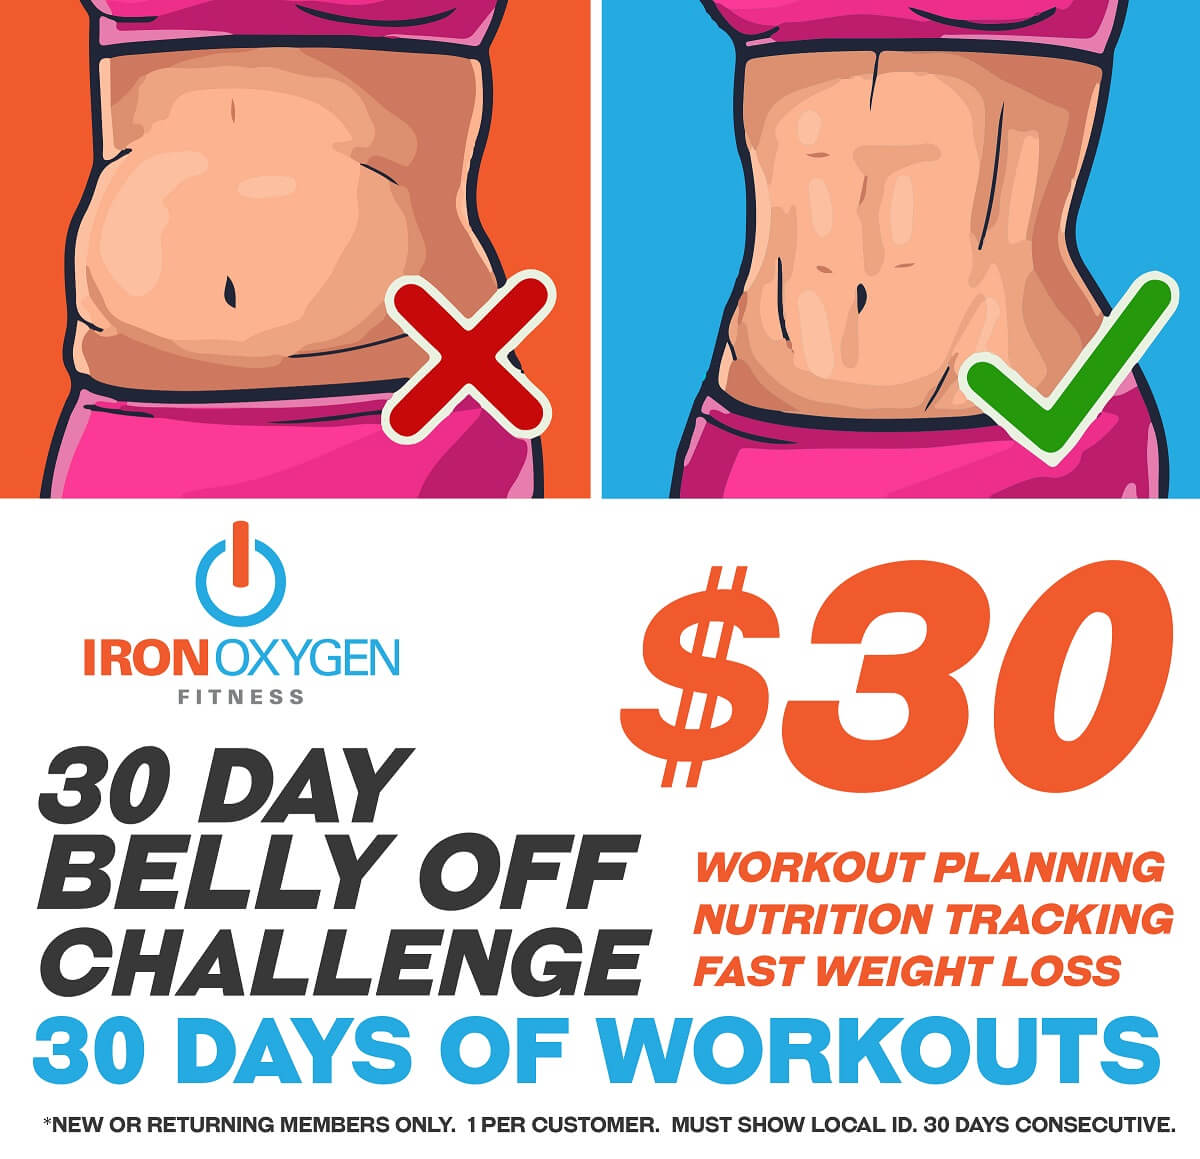 IRONOXYGEN
FITNESS
$30
30 DAY
BELLY OFF
CHALLENGE
WORKOUT PLANNING
NUTRITION TRACKING
FAST WEIGHT LOSS
30 DAYS OF WORKOUTS
*NEW OR RETURNING MEMBERS ONLY. 1 PER CUSTOMER. MUST SHOW LOCAL ID. 30 DAYS CONSECUTIVE.